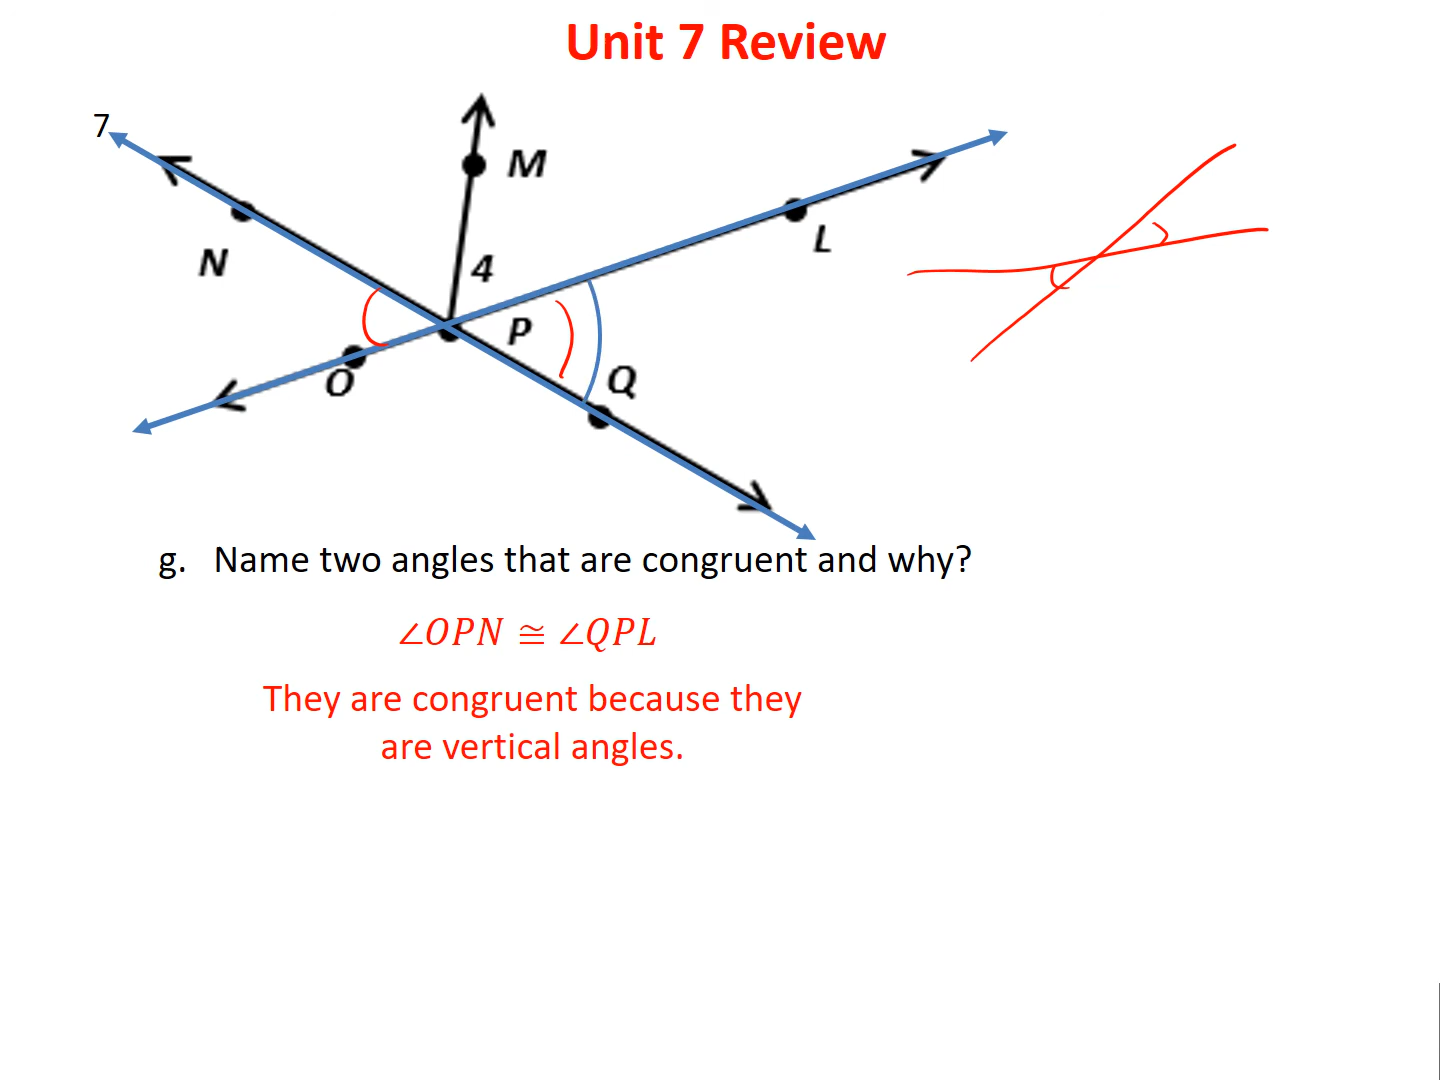 Unit 7 Review
7
M
N
L
4
P
O
Q
g. Name two angles that are congruent and why?
∠OPN ≅ ∠QPL
They are congruent because they
are vertical angles.